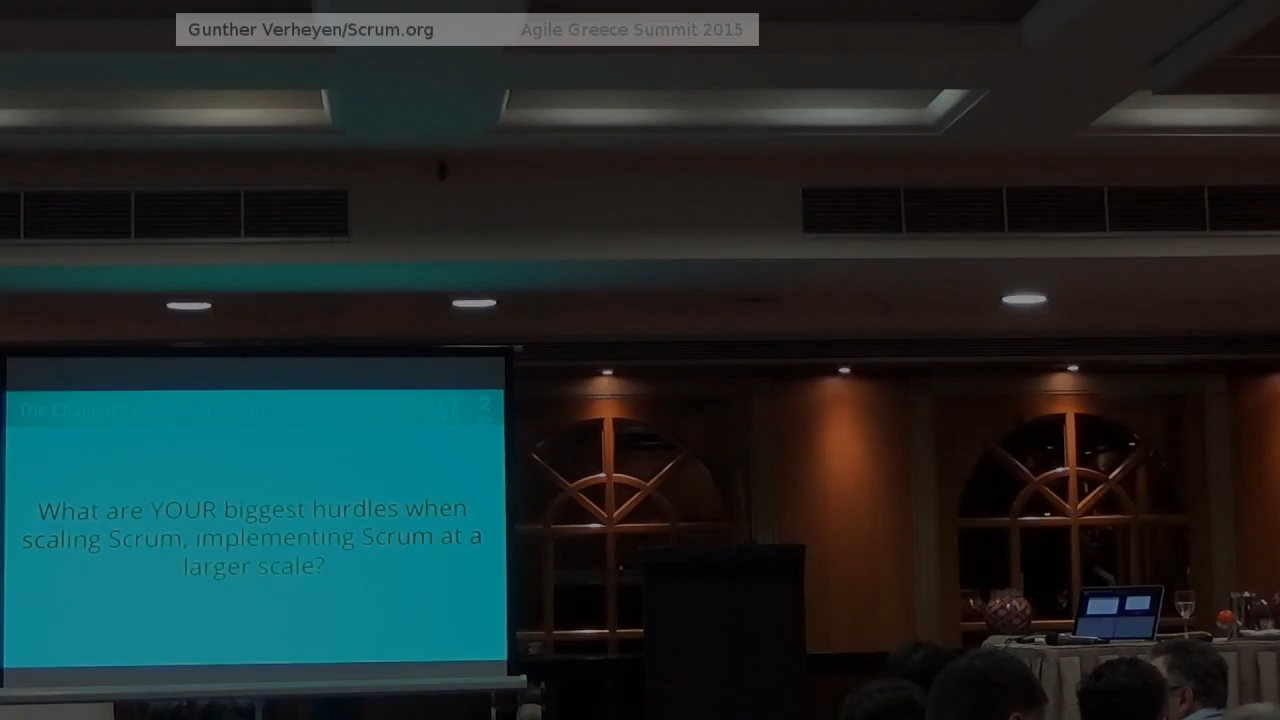 Gunther Verheyen/Scrum.org
Agile Greece Summit 2015
2
What are YOUR biggest hurdles when
scaling Scrum, implementing Scrum at a
larger scale?